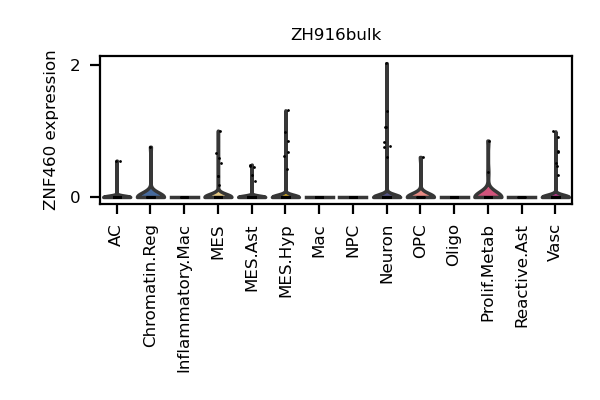 ZH916bulk
ZNF460 expression
2
0
AC
Chromatin.Reg
Inflammatory.Mac
MES
MES.Ast
MES.Hyp
Mac
NPC
Neuron
OPC
Oligo
Prolif.Metab
Reactive.Ast
Vasc